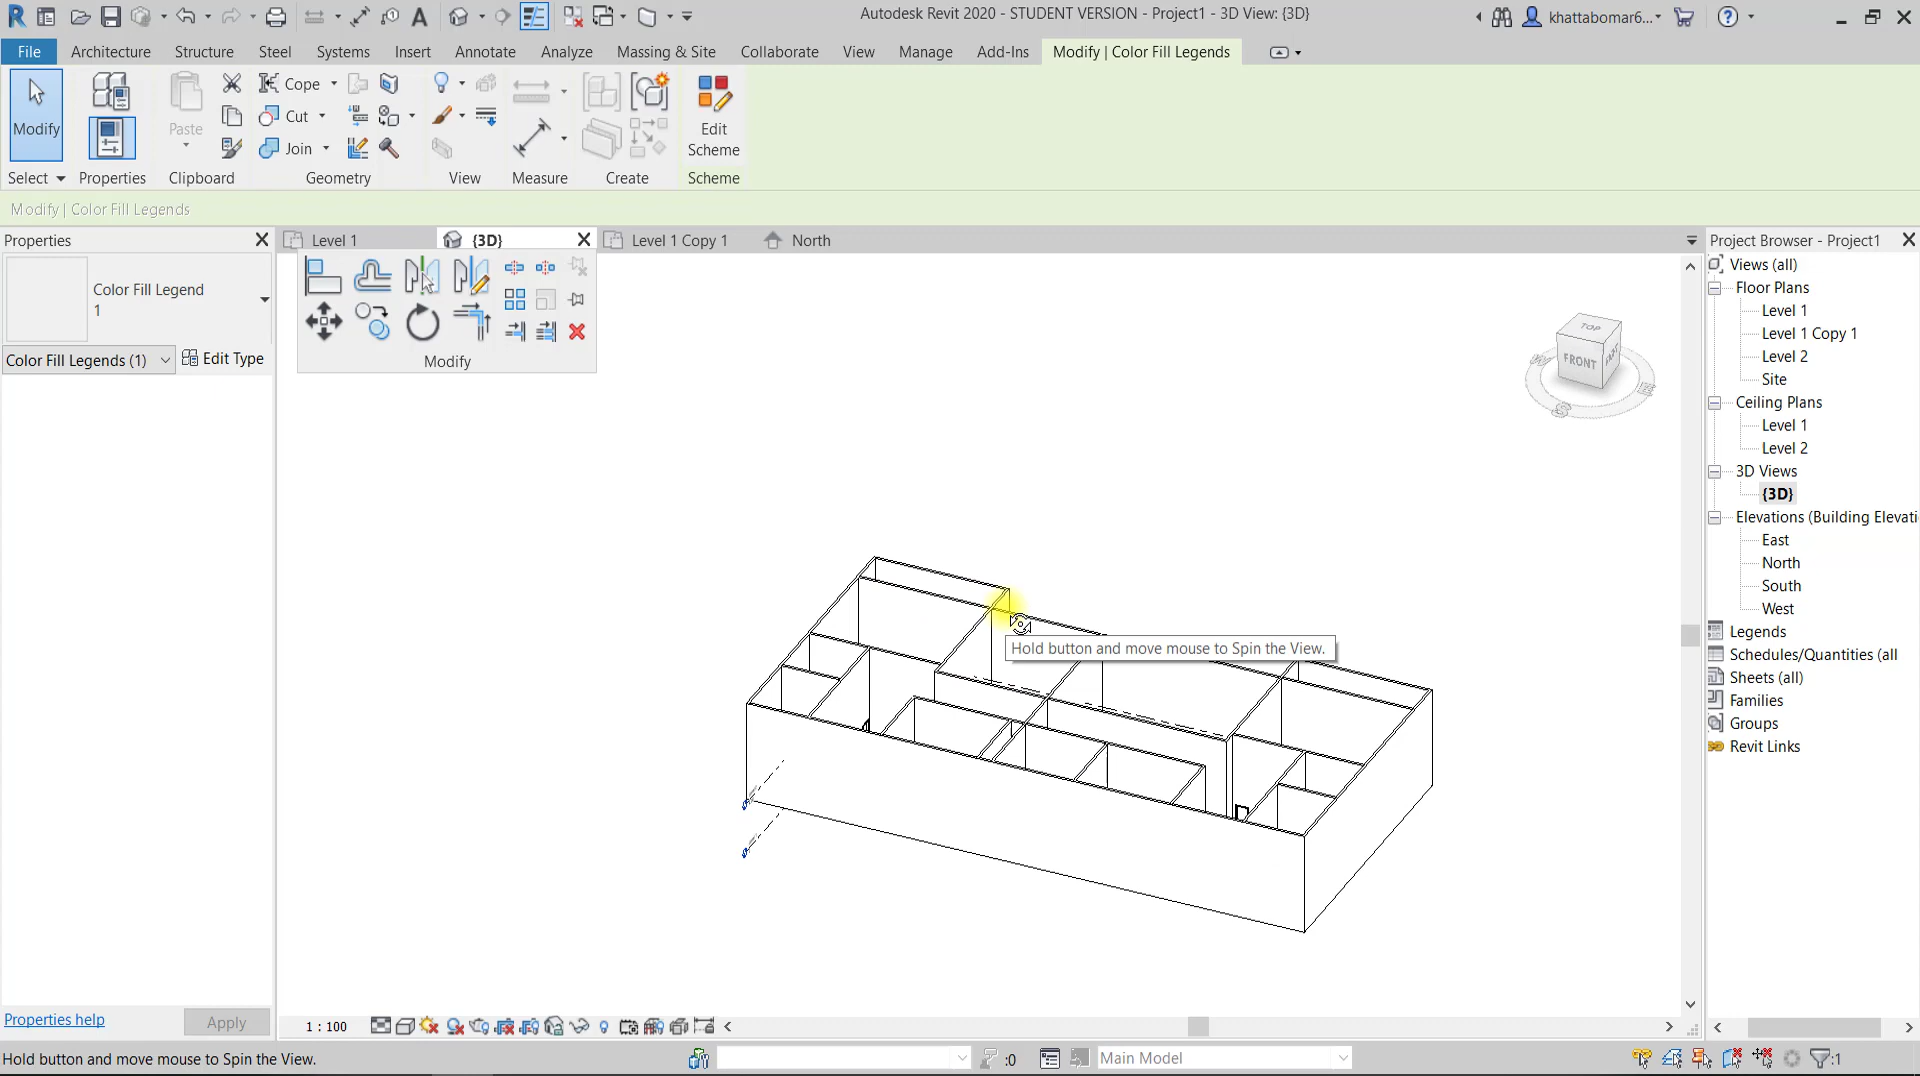 Autodesk Revit 2020 - STUDENT VERSION - Project1 - 3D View: {3D}
khattabomar6...
File
Architecture
Structure
Steel
Systems
Insert
Annotate
Analyze
Massing & Site
Collaborate
View
Manage
Add-Ins
Modify | Color Fill Legends
Modify
Paste
Cope
Cut
Join
Edit
Scheme
Select
Properties
Clipboard
Geometry
View
Measure
Create
Scheme
Modify | Color Fill Legends
Properties
Color Fill Legend
1
Color Fill Legends (1)
Edit Type
Properties help
Apply
Level 1
{3D}
Level 1 Copy 1
North
Modify
TOP
FRONT
Hold button and move mouse to Spin the View.
1 : 100
Project Browser - Project1
Views (all)
Floor Plans
Level 1
Level 1 Copy 1
Level 2
Site
Ceiling Plans
Level 1
Level 2
3D Views
{3D}
Elevations (Building Elevati
East
North
South
West
Legends
Schedules/Quantities (all
Sheets (all)
Families
Groups
Revit Links
Hold button and move mouse to Spin the View.
:0
Main Model
:1